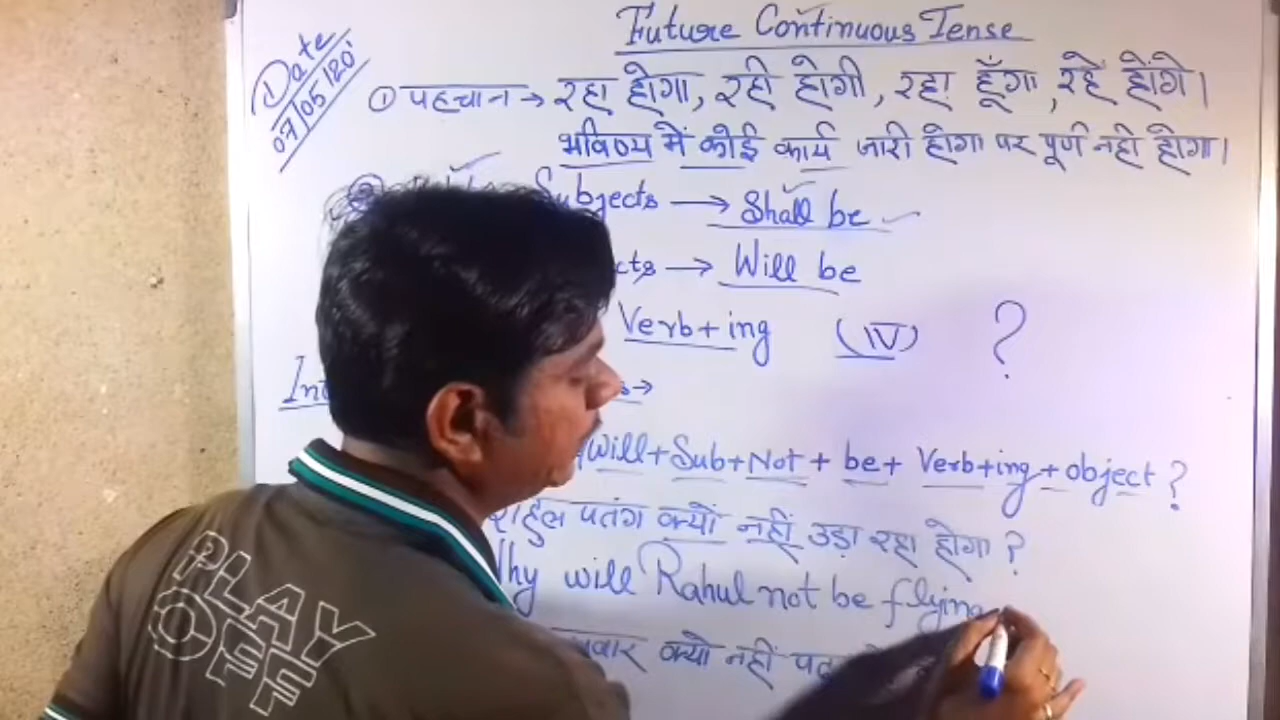 Future Continuous Tense
Date
07/05/20
① पहचान → रहा होगा, रही होगी, रहा हूँगा, रहे होंगे।
भविष्य में कोई कार्य जारी होगा पर पूर्ण नही होगा।
Subjects → Shall be
→ Will be
Verb+ing (IV) ?
Will+Sub+Not + be+ Verb+ing + object ?
राहुल पतंग क्यों नहीं उड़ा रहा होगा ?
will Rahul not be flying
क्यो नहीं
PLAY
OFF